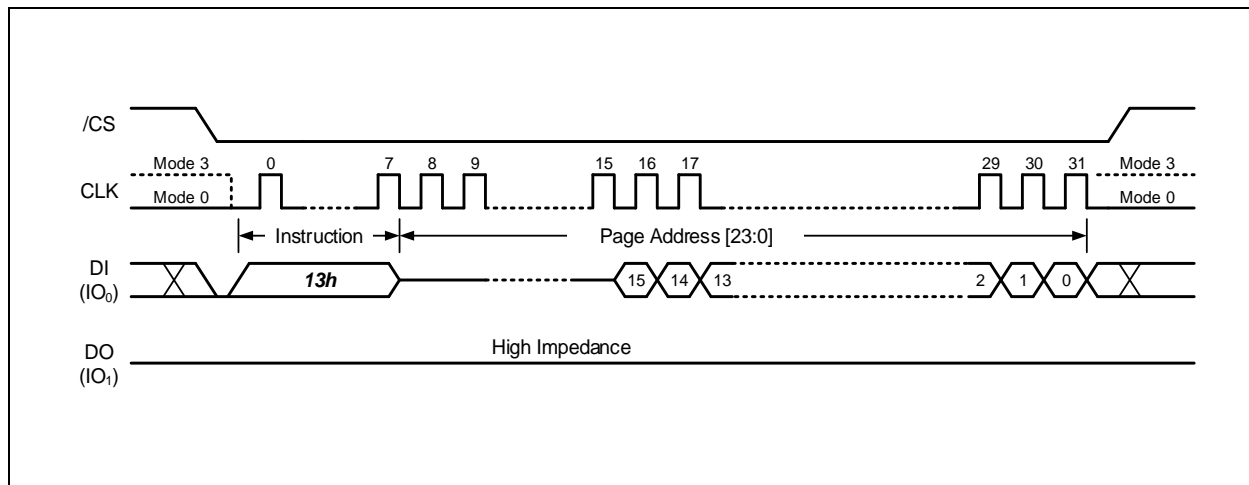 /CS
Mode 3 0 7 8 9 15 16 17 29 30 31 Mode 3
CLK
Mode 0 Mode 0
Instruction Page Address [23:0]
DI
(IO₀)
13h 15 14 13 2 1 0
High Impedance
DO
(IO₁)